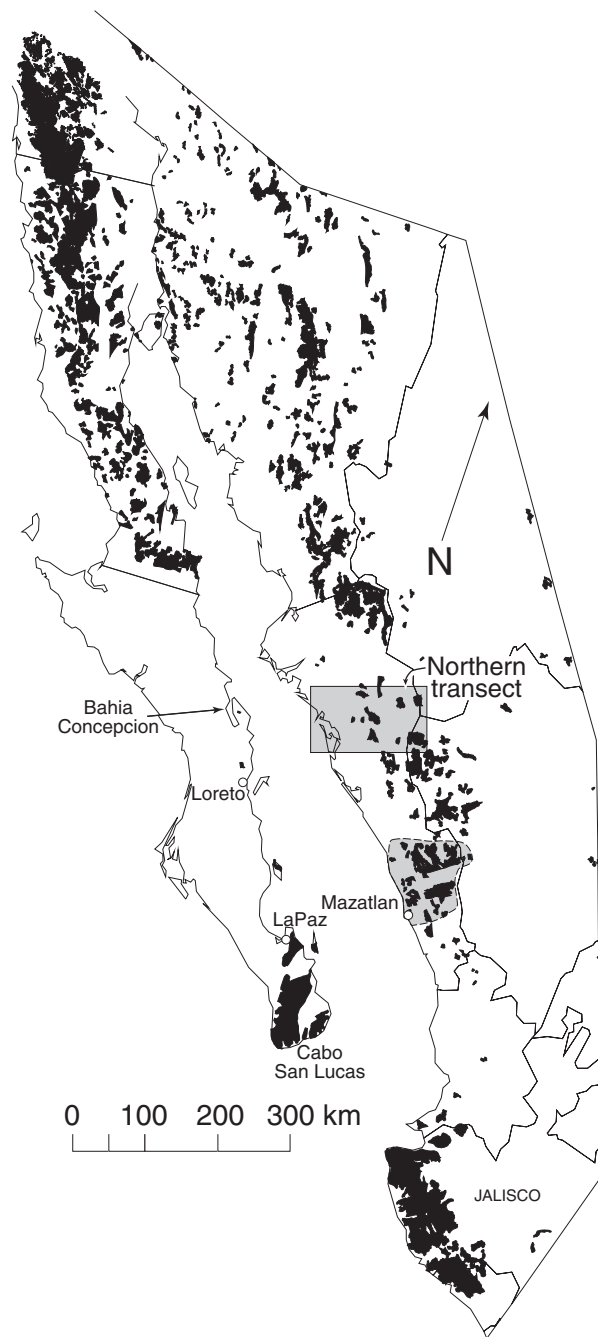 N
Northern
transect
Bahia
Concepcion
Loreto
Mazatlan
LaPaz
Cabo
San Lucas
0 100 200 300 km
JALISCO